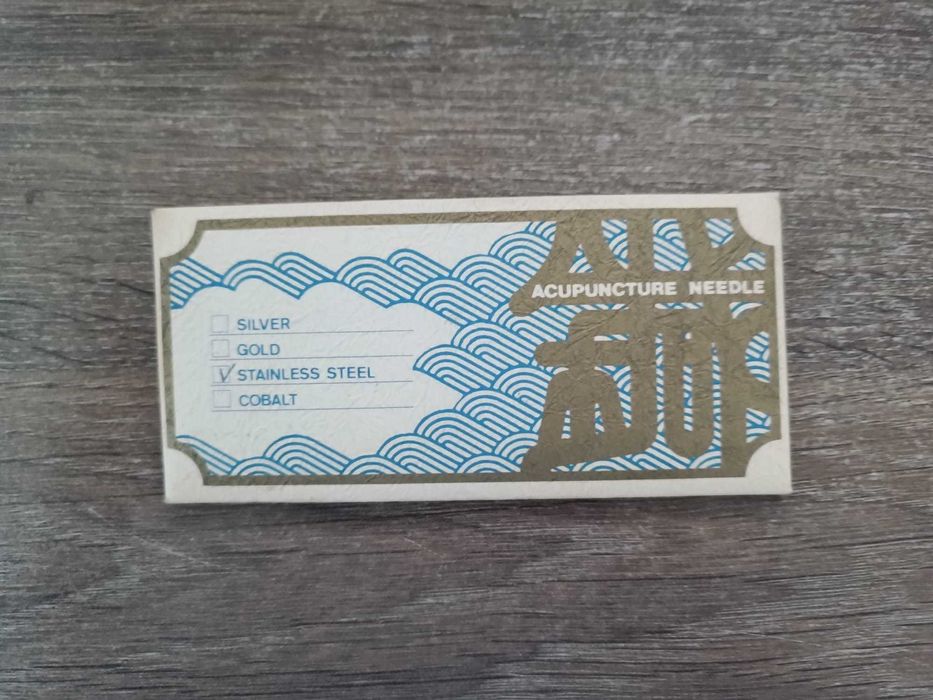 ACUPUNCTURE NEEDLE
SILVER
GOLD
STAINLESS STEEL
COBALT